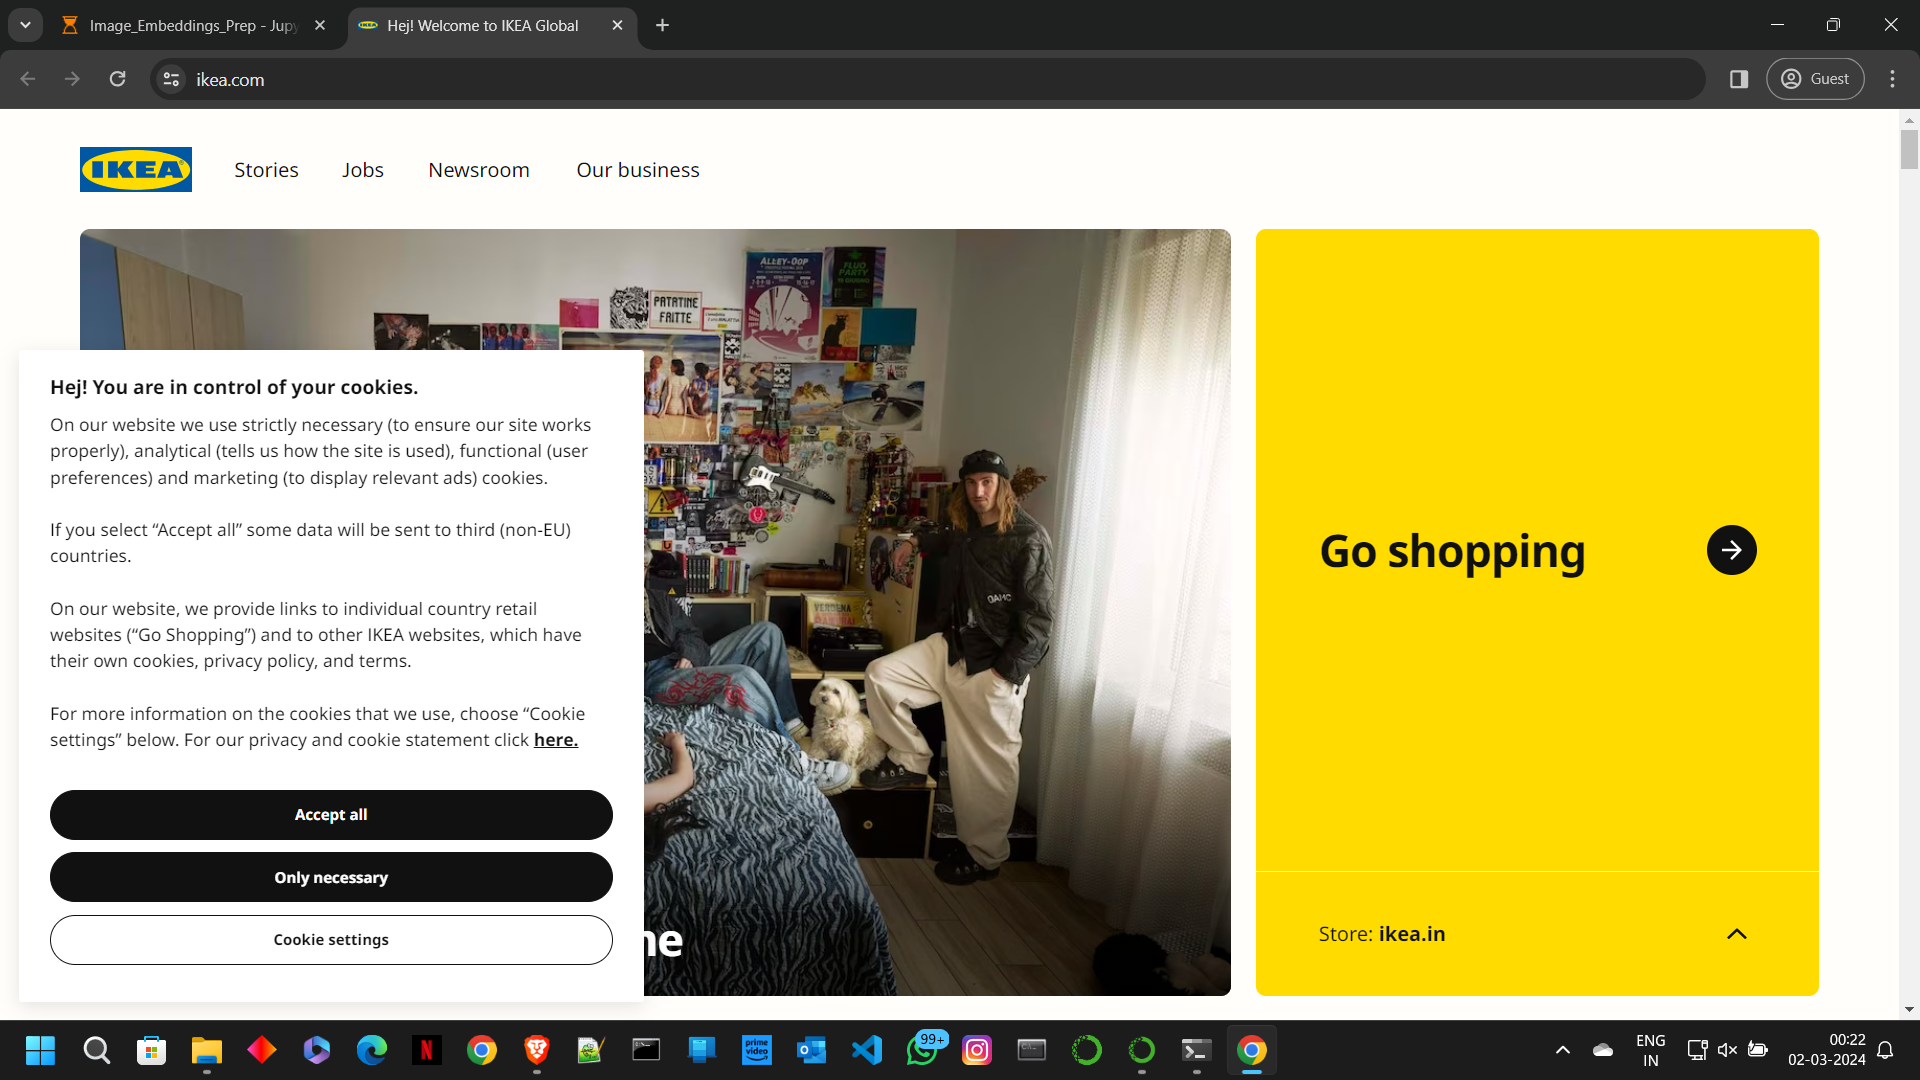 Image_Embeddings_Prep - Jupy
Hej! Welcome to IKEA Global
ikea.com
Guest
IKEA
Stories
Jobs
Newsroom
Our business
ALLEY-OOP
FLUO
PARTY
PATATINE
FRITTE
Hej! You are in control of your cookies.
On our website we use strictly necessary (to ensure our site works
properly), analytical (tells us how the site is used), functional (user
preferences) and marketing (to display relevant ads) cookies.
If you select “Accept all” some data will be sent to third (non-EU)
countries.
On our website, we provide links to individual country retail
websites (“Go Shopping”) and to other IKEA websites, which have
their own cookies, privacy policy, and terms.
For more information on the cookies that we use, choose “Cookie
settings” below. For our privacy and cookie statement click here.
Accept all
Only necessary
Cookie settings
VERDENA
ne
Go shopping
Store: ikea.in
prime
video
99+
ENG
IN
00:22
02-03-2024